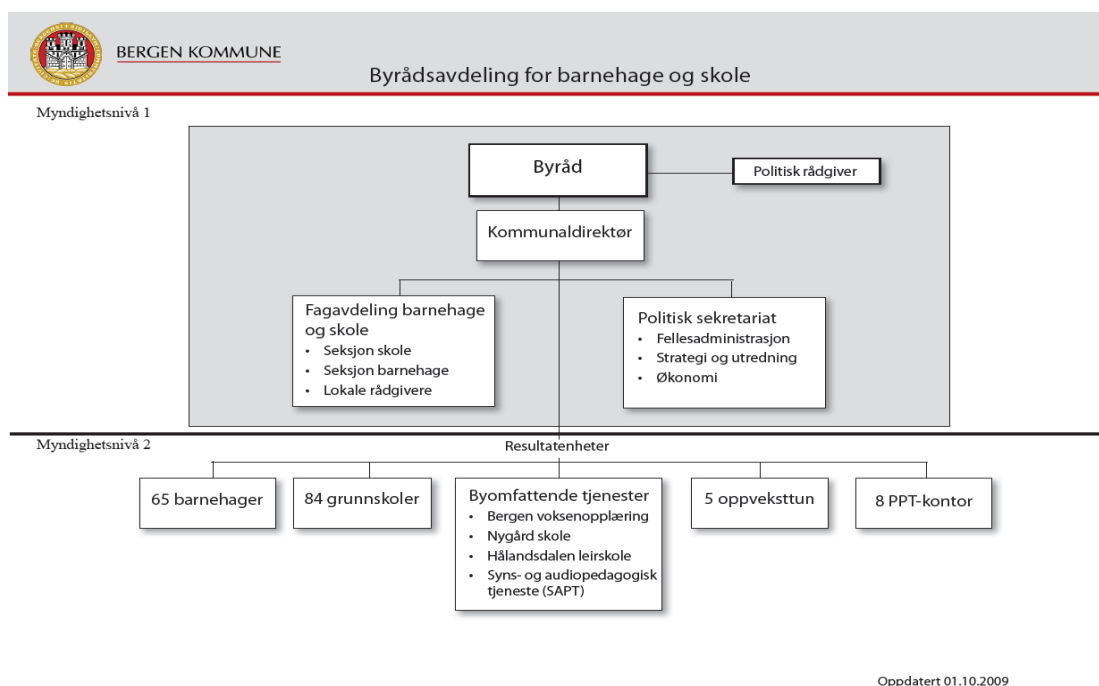 BERGEN KOMMUNE
Byrådsavdeling for barnehage og skole
Myndighetsnivå 1
Byråd
Politisk rådgiver
Kommunaldirektør
Fagavdeling barnehage
og skole
• Seksjon skole
• Seksjon barnehage
• Lokale rådgivere
Politisk sekretariat
• Fellesadministrasjon
• Strategi og utredning
• Økonomi
Myndighetsnivå 2
Resultatenheter
65 barnehager
84 grunnskoler
Byomfattende tjenester
• Bergen voksenopplæring
• Nygård skole
• Hålandsdalen leirskole
• Syns- og audiopedagogisk
tjeneste (SAPT)
5 oppveksttun
8 PPT-kontor
Oppdatert 01.10.2009